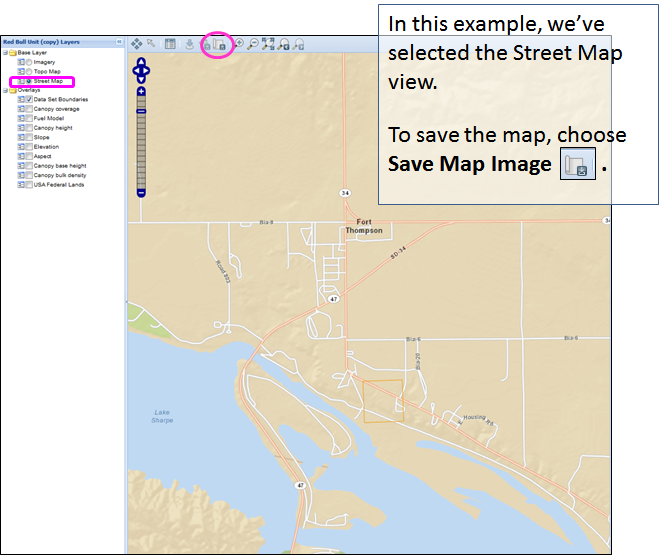 In this example, we've
selected the Street Map
view.
To save the map, choose
Save Map Image .
Red Bull Unit (copy) Layers
Base Layer
Imagery
Topo Map
Street Map
Overlays
Data Set Boundaries
Canopy coverage
Fuel Model
Canopy height
Slope
Elevation
Aspect
Canopy base height
Canopy bulk density
USA Federal Lands
34
34
Bia-8
Fort
Thompson
SD-34
47
Bia-6
Bia-6
Bia-20
Lake
Sharpe
47